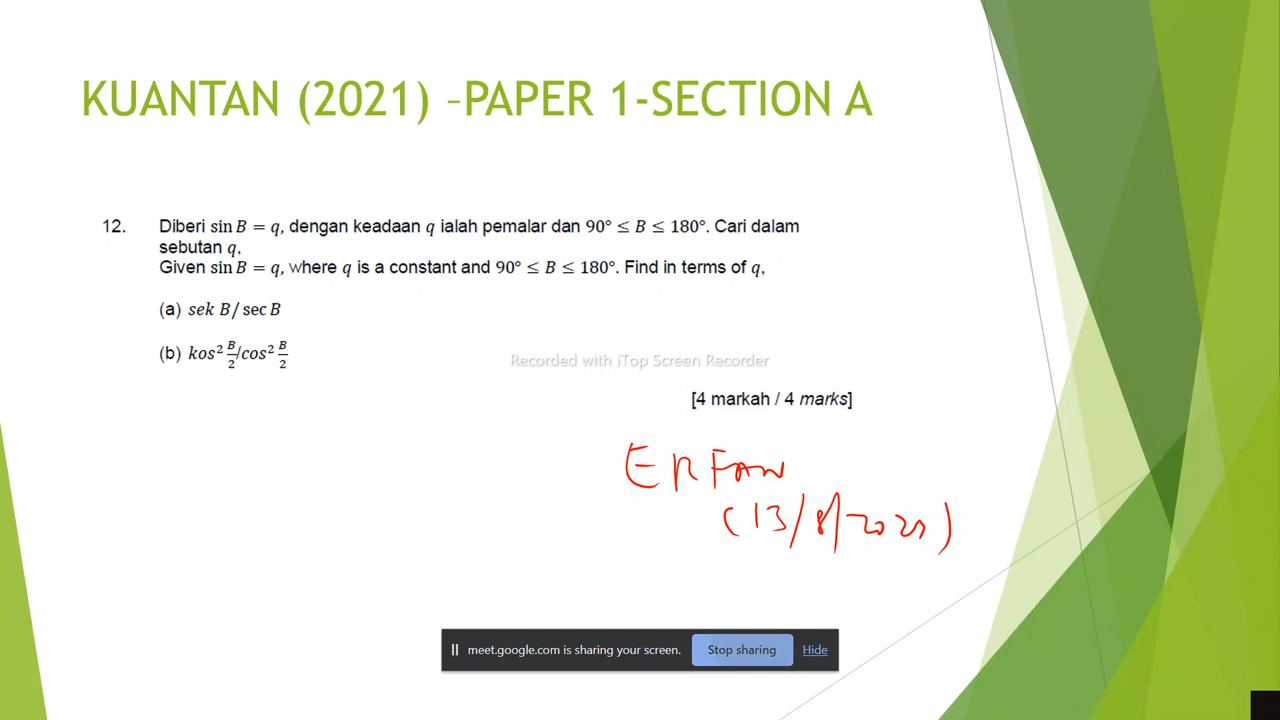 KUANTAN (2021) –PAPER 1-SECTION A
12. Diberi sin B = q, dengan keadaan q ialah pemalar dan 90° ≤ B ≤ 180°. Cari dalam
sebutan q,
Given sin B = q, where q is a constant and 90° ≤ B ≤ 180°. Find in terms of q,
(a) sek B/ sec B
(b) kos² B/2 /cos² B/2
Recorded with iTop Screen Recorder
[4 markah / 4 marks]
ERFAN
(13/8/2021)
meet.google.com is sharing your screen. Stop sharing Hide